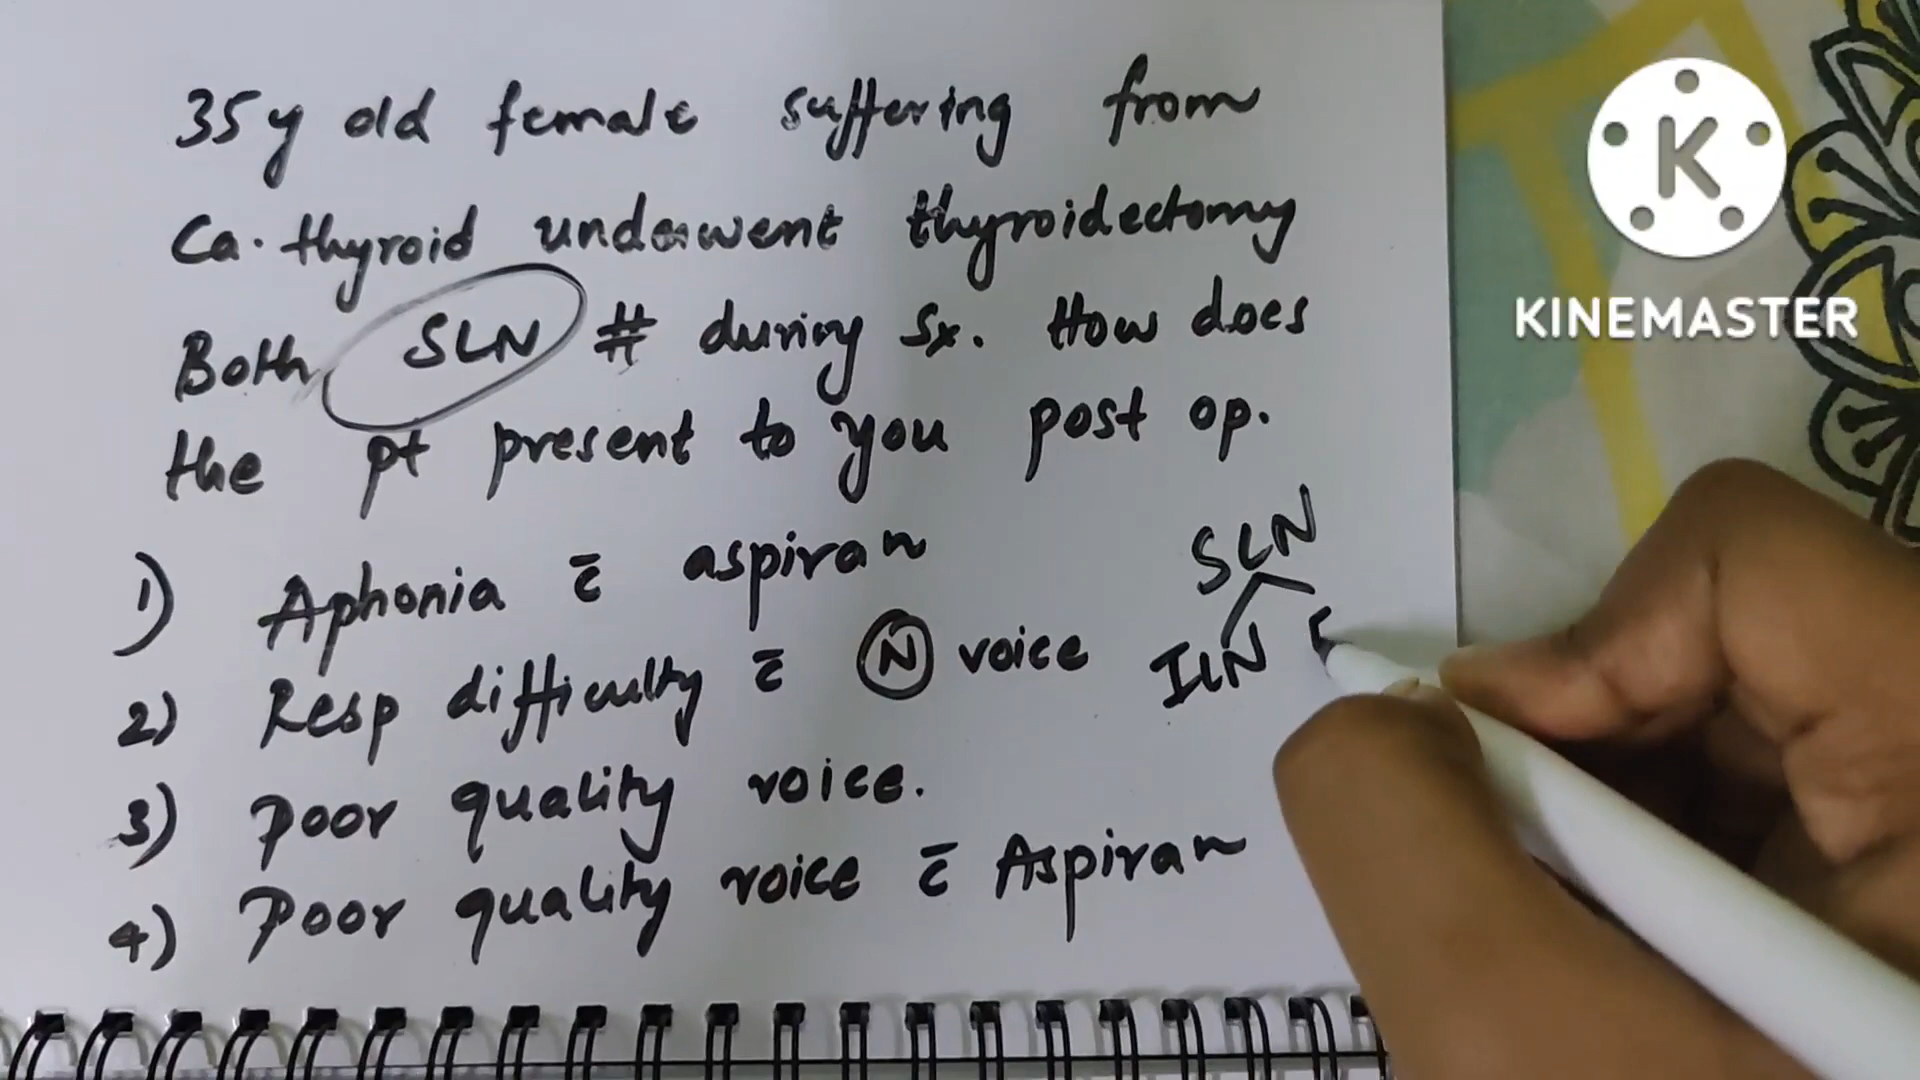 35y old female suffering from
Ca. thyroid underwent thyroidectomy
Both SLN # during Sx. How does
the pt present to you post op.
1) Aphonia c̄ aspiran
2) Resp difficulty c̄ N voice
3) Poor quality voice.
4) Poor quality voice c̄ Aspiran
SLN
ILN
K
KINEMASTER